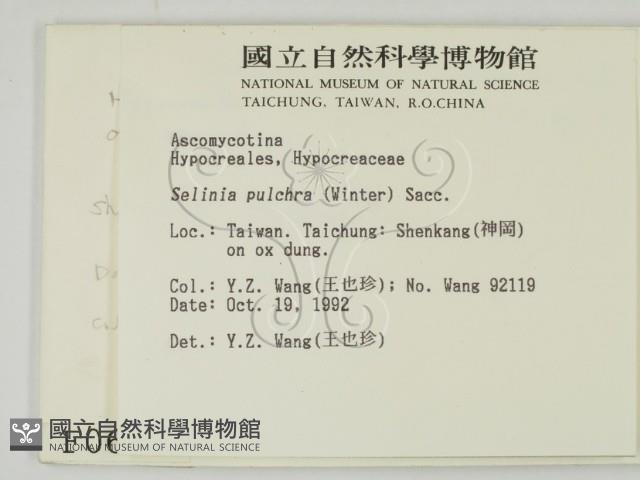 國立自然科學博物館
NATIONAL MUSEUM OF NATURAL SCIENCE
TAICHUNG, TAIWAN, R.O.CHINA
Ascomycotina
Hypocreales, Hypocreaceae
Selinia pulchra (Winter) Sacc.
Loc.: Taiwan. Taichung: Shenkang(神岡)
on ox dung.
Col.: Y.Z. Wang(王也珍); No. Wang 92119
Date: Oct. 19, 1992
Det.: Y.Z. Wang(王也珍)
國立自然科學博物館
NATIONAL MUSEUM OF NATURAL SCIENCE